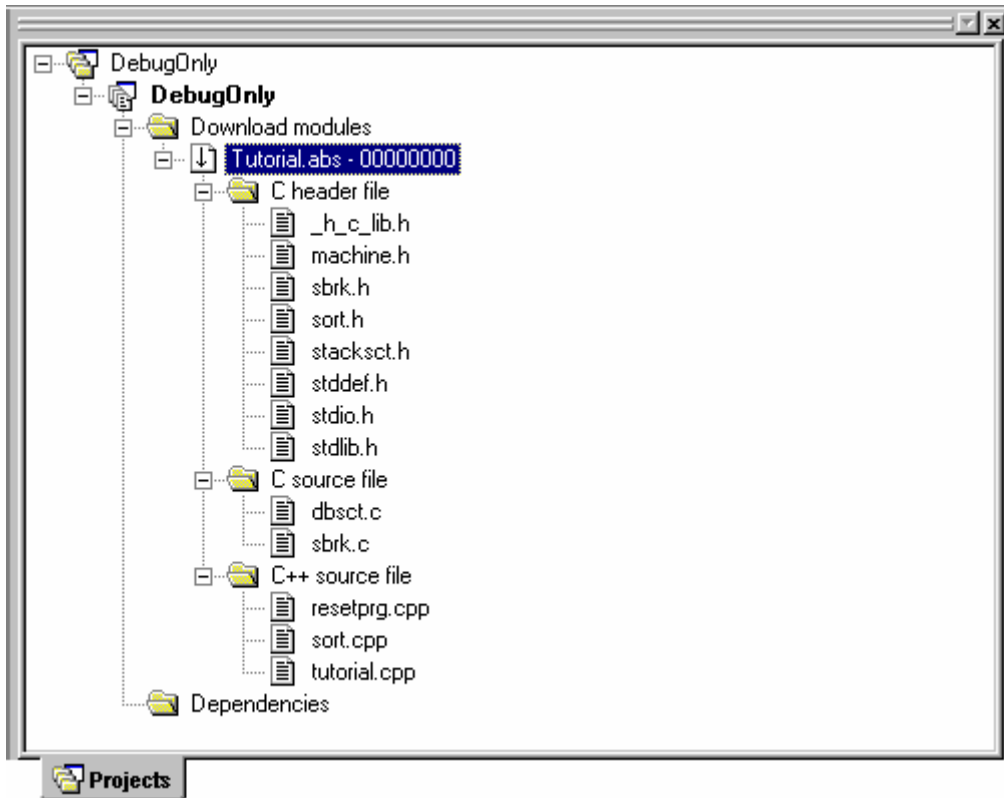 DebugOnly
DebugOnly
Download modules
Tutorial.abs - 00000000
C header file
_h_c_lib.h
machine.h
sbrk.h
sort.h
stacksct.h
stddef.h
stdio.h
stdlib.h
C source file
dbsct.c
sbrk.c
C++ source file
resetprg.cpp
sort.cpp
tutorial.cpp
Dependencies
Projects